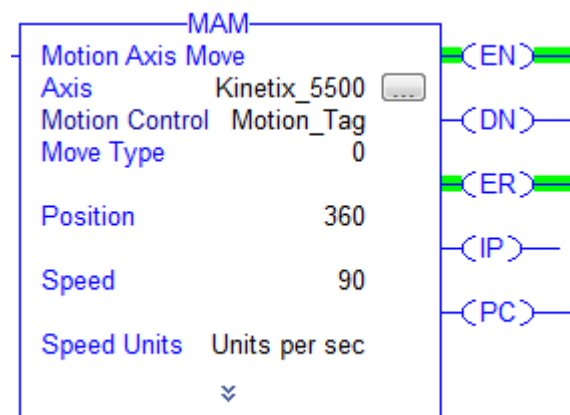 MAM
Motion Axis Move
(EN)
Axis Kinetix_5500 ...
Motion Control Motion_Tag
(DN)
Move Type 0
(ER)
Position 360
(IP)
Speed 90
(PC)
Speed Units Units per sec